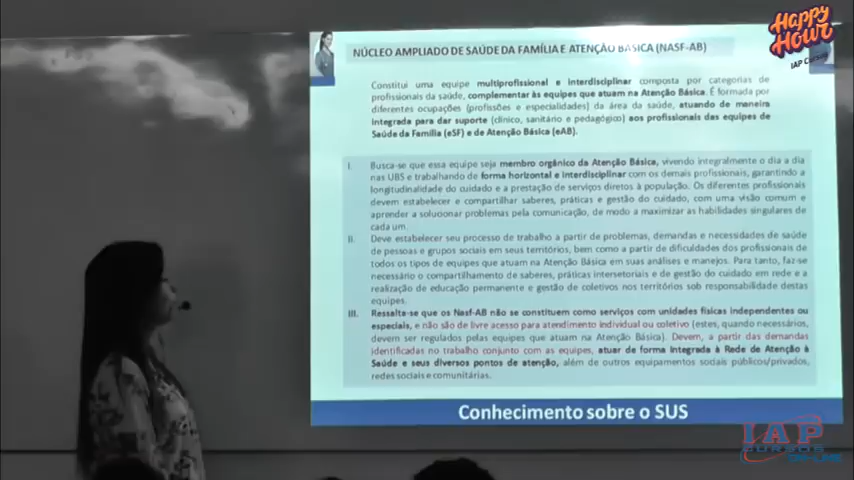 HAPPY
HOUR
IAP Cursos
NÚCLEO AMPLIADO DE SAÚDE DA FAMÍLIA E ATENÇÃO BÁSICA (NASF-AB)
Constitui uma equipe multiprofissional e interdisciplinar composta por categorias de
profissionais da saúde, complementar às equipes que atuam na Atenção Básica. É formada por
diferentes ocupações (profissões e especialidades) da área da saúde, atuando de maneira
integrada para dar suporte (clínico, sanitário e pedagógico) aos profissionais das equipes de
Saúde da Família (eSF) e de Atenção Básica (eAB).
I. Busca-se que essa equipe seja membro orgânico da Atenção Básica, vivendo integralmente o dia a dia
nas UBS e trabalhando de forma horizontal e interdisciplinar com os demais profissionais, garantindo a
longitudinalidade do cuidado e a prestação de serviços diretos à população. Os diferentes profissionais
devem estabelecer e compartilhar saberes, práticas e gestão do cuidado, com uma visão comum e
aprender a solucionar problemas pela comunicação, de modo a maximizar as habilidades singulares de
cada um.
II. Deve estabelecer seu processo de trabalho a partir de problemas, demandas e necessidades de saúde
de pessoas e grupos sociais em seus territórios, bem como a partir de dificuldades dos profissionais de
todos os tipos de equipes que atuam na Atenção Básica em suas análises e manejos. Para tanto, faz-se
necessário o compartilhamento de saberes, práticas intersetoriais e de gestão do cuidado em rede e a
realização de educação permanente e gestão de coletivos nos territórios sob responsabilidade destas
equipes.
III. Ressalta-se que os Nasf-AB não se constituem como serviços com unidades físicas independentes ou
especiais, e não são de livre acesso para atendimento individual ou coletivo (estes, quando necessários,
devem ser regulados pelas equipes que atuam na Atenção Básica). Devem, a partir das demandas
identificadas no trabalho conjunto com as equipes, atuar de forma integrada à Rede de Atenção à
Saúde e seus diversos pontos de atenção, além de outros equipamentos sociais públicos/privados,
redes sociais e comunitárias.
Conhecimento sobre o SUS
IAP
CURSOS
ON-LINE